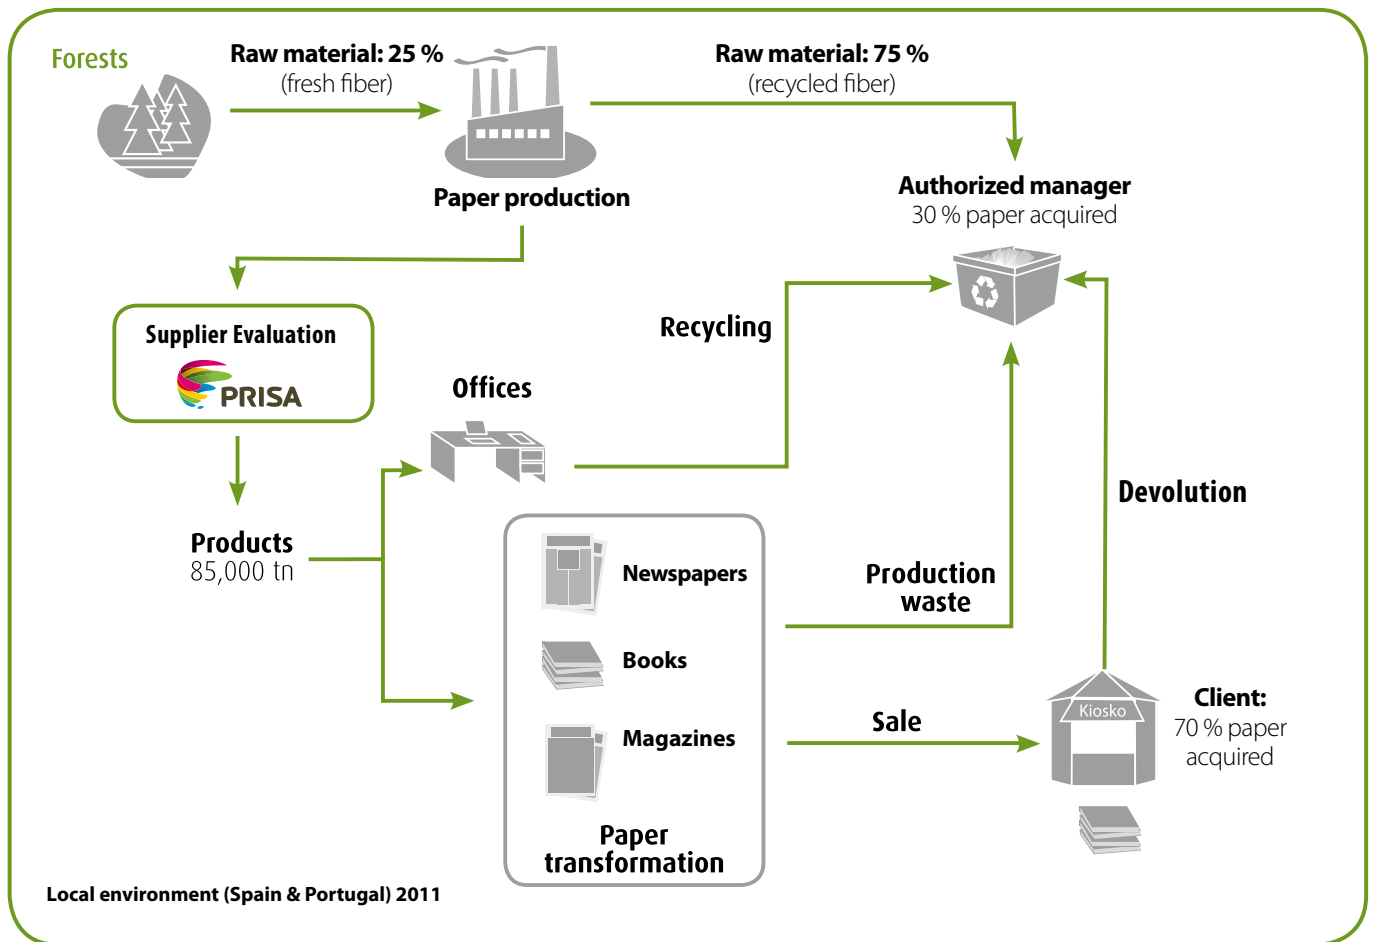 Forests
Raw material: 25 %
(fresh fiber)
Raw material: 75 %
(recycled fiber)
Paper production
Authorized manager
30 % paper acquired
Supplier Evaluation
PRISA
Recycling
Offices
Devolution
Products
85,000 tn
Newspapers
Production
waste
Books
Client:
70 % paper
acquired
Kiosko
Sale
Magazines
Paper
transformation
Local environment (Spain & Portugal) 2011